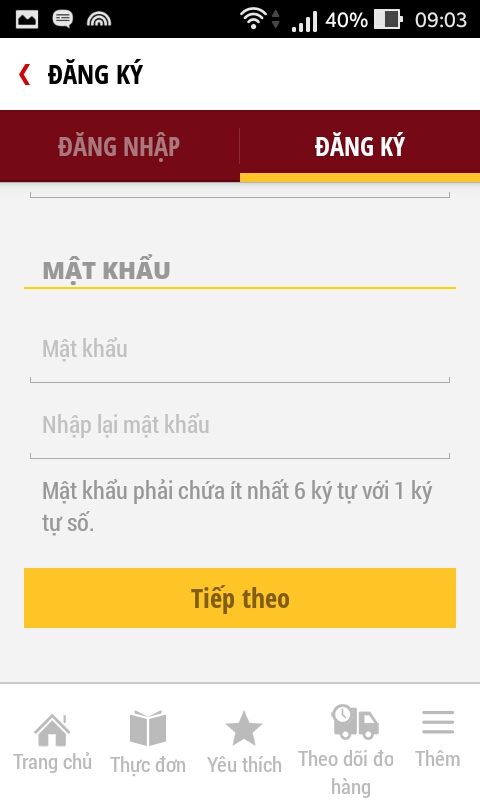 40% 09:03
ĐĂNG KÝ
ĐĂNG NHẬP ĐĂNG KÝ
MẬT KHẨU
Mật khẩu
Nhập lại mật khẩu
Mật khẩu phải chứa ít nhất 6 ký tự với 1 ký
tự số.
Tiếp theo
Trang chủ Thực đơn Yêu thích Theo dõi đơ Thêm
hàng